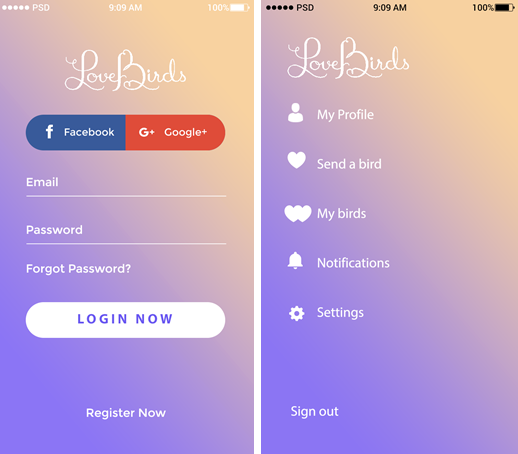 PSD 9:09 AM 100%
LoveBirds
Facebook G+ Google+
Email
Password
Forgot Password?
LOGIN NOW
Register Now
PSD 9:09 AM 100%
LoveBirds
My Profile
Send a bird
My birds
Notifications
Settings
Sign out